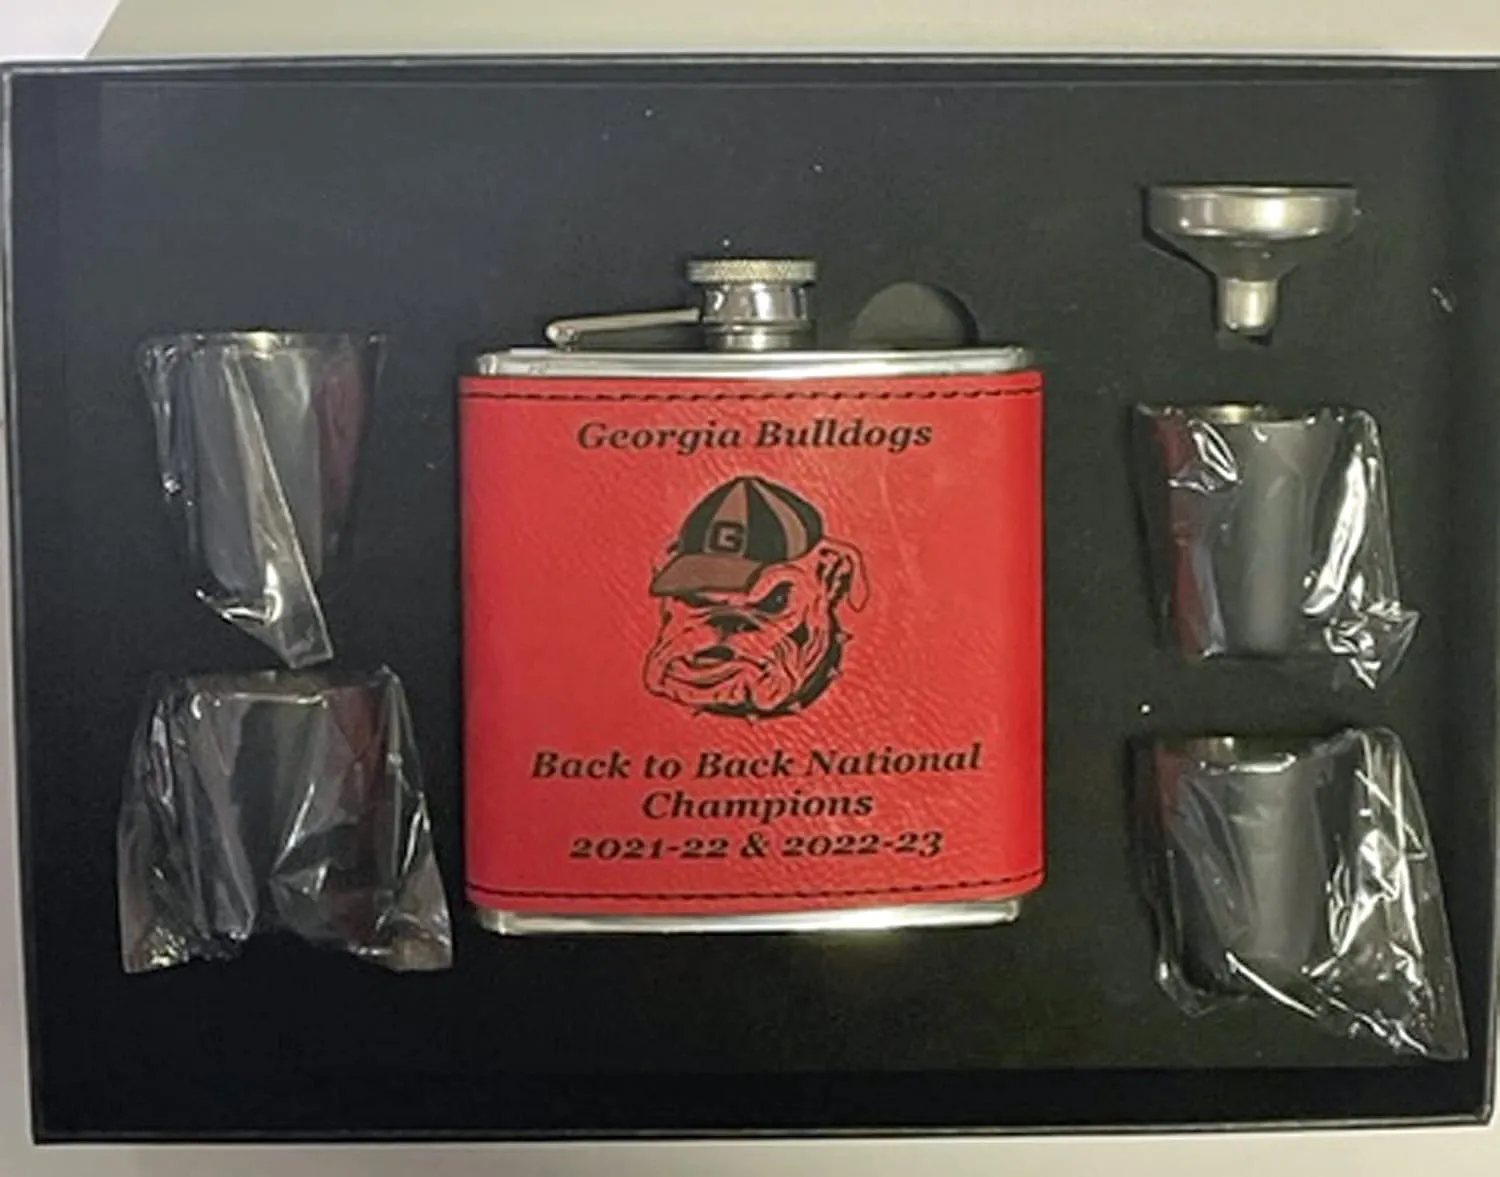 Georgia Bulldogs
G
Back to Back National
Champions
2021-22 & 2022-23